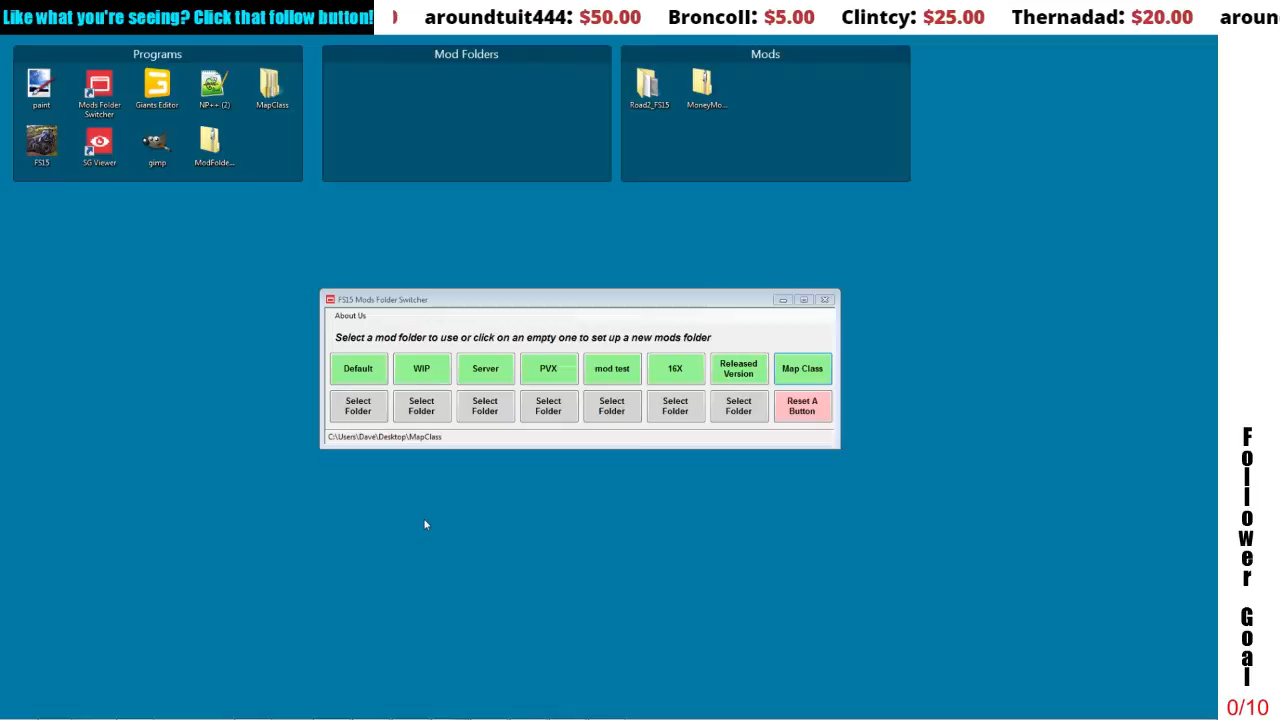 Like what you're seeing? Click that follow button!
aroundtuit444: $50.00 BroncoII: $5.00 Clintcy: $25.00 Thernadad: $20.00 aroun
Programs
Mod Folders
Mods
paint
Mods Folder Switcher
Giants Editor
NP++ (2)
MapClass
FS15
SG Viewer
gimp
ModFolde...
Road2_FS15
MoneyMo...
FS15 Mods Folder Switcher
About Us
Select a mod folder to use or click on an empty one to set up a new mods folder
Default
WIP
Server
PVX
mod test
16X
Released Version
Map Class
Select Folder
Select Folder
Select Folder
Select Folder
Select Folder
Select Folder
Select Folder
Reset A Button
C:\Users\Dave\Desktop\MapClass
Follower Goal
0/10